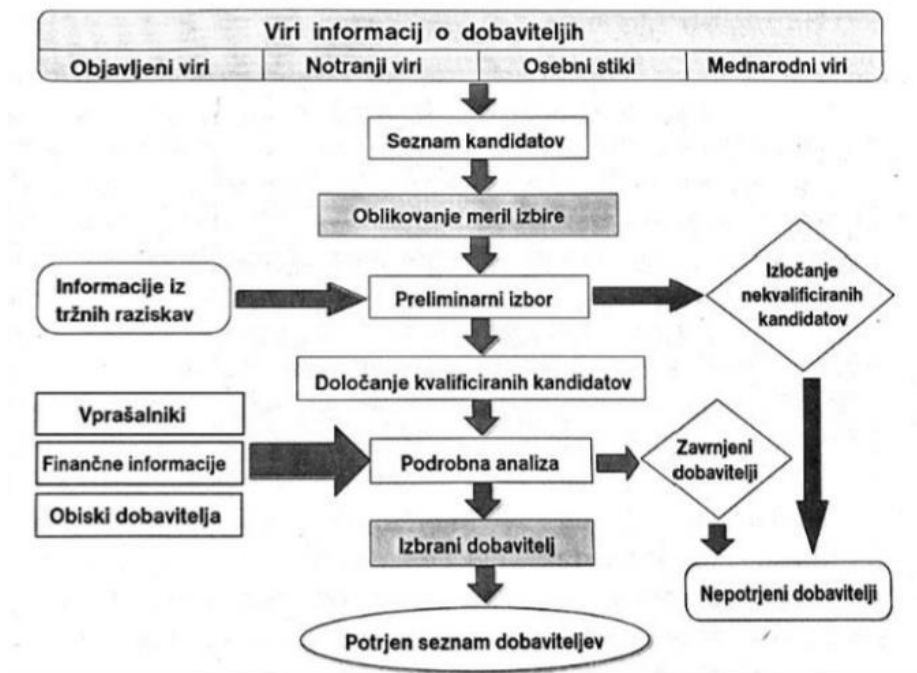 Viri informacij o dobaviteljih
Objavljeni viri
Notranji viri
Osebni stiki
Mednarodni viri
Seznam kandidatov
Oblikovanje meril izbire
Informacije iz
tržnih raziskav
Preliminarni izbor
Izločanje
nekvalificiranih
kandidatov
Določanje kvalificiranih kandidatov
Vprašalniki
Finančne informacije
Obiski dobavitelja
Podrobna analiza
Zavrnjeni
dobavitelji
Izbrani dobavitelj
Nepotrjeni dobavitelji
Potrjen seznam dobaviteljev